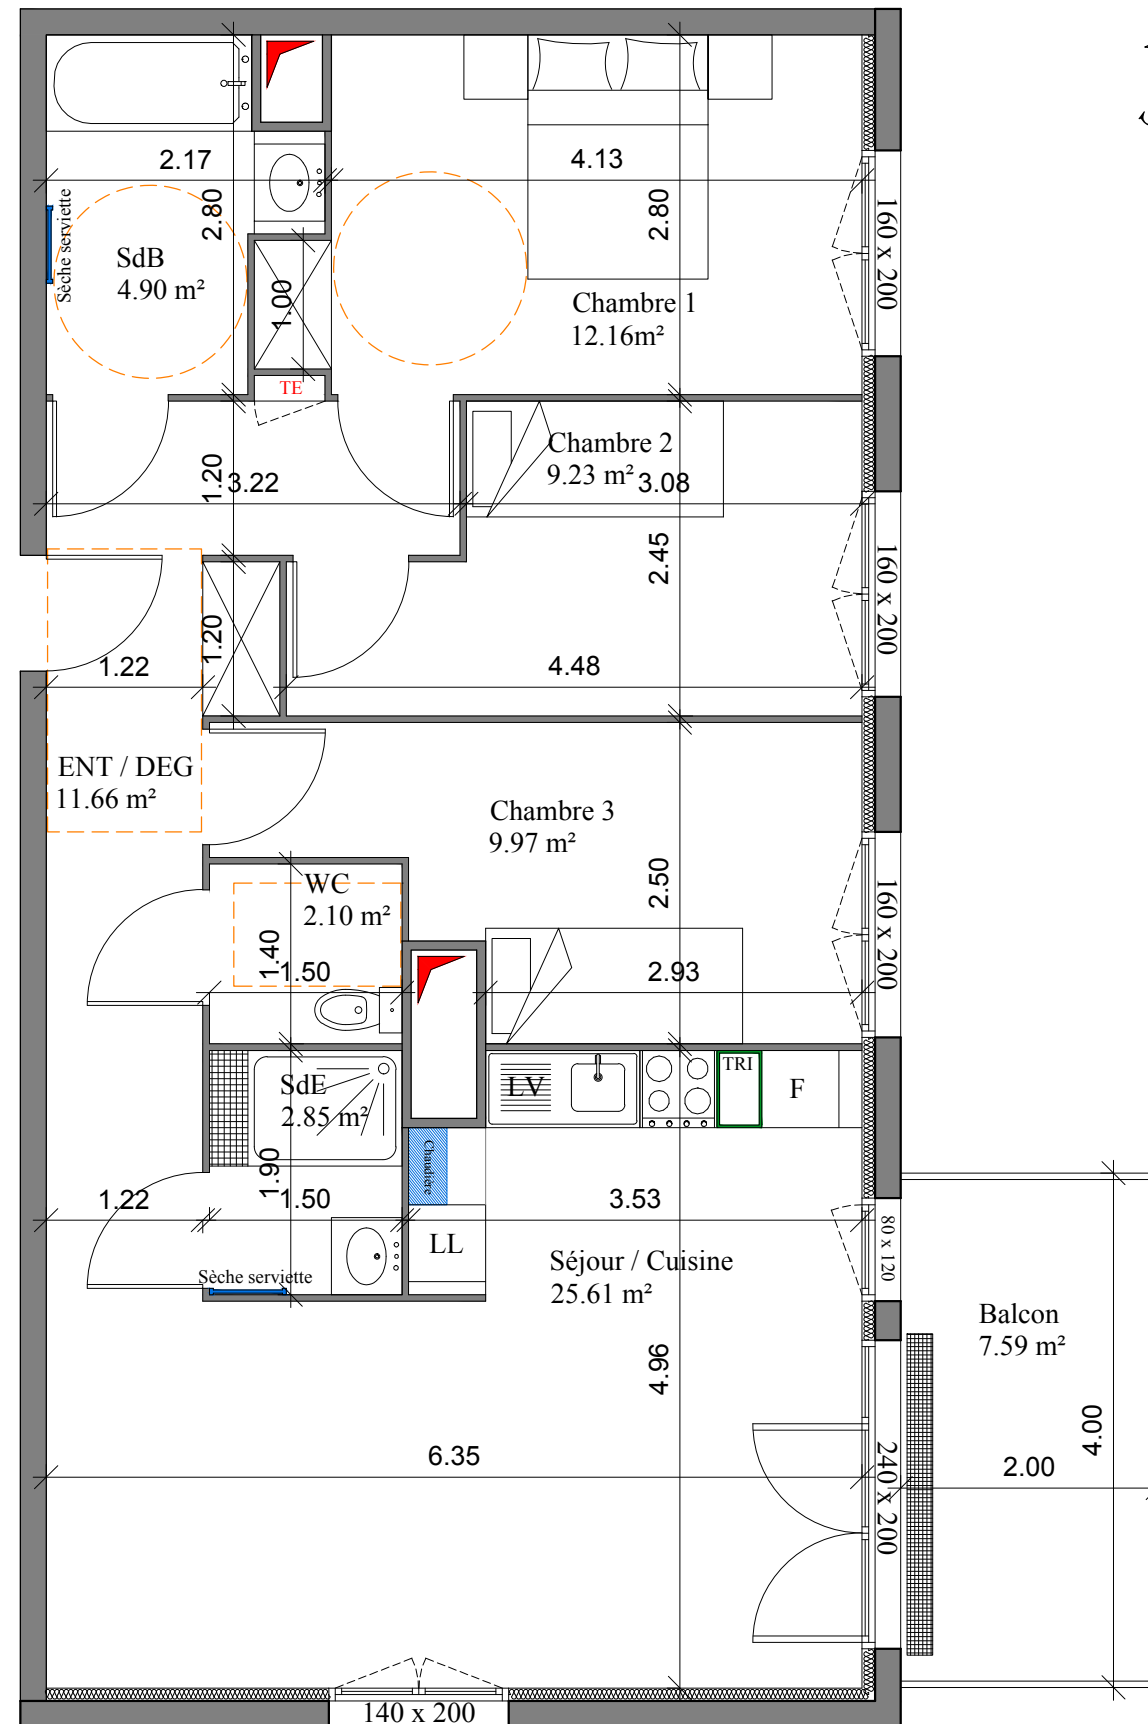 2.17
4.13
2.80
2.80
160 x 200
Sèche serviette
SdB
4.90 m²
1.00
Chambre 1
12.16m²
TE
Chambre 2
9.23 m²
1.20
3.22
3.08
2.45
160 x 200
1.20
1.22
4.48
ENT / DEG
11.66 m²
Chambre 3
9.97 m²
WC
2.10 m²
2.50
160 x 200
1.40
1.50
2.93
SdE
2.85 m²
LV
TRI
F
Chaudière
1.90
1.22
1.50
3.53
LL
80 x 120
Sèche serviette
Séjour / Cuisine
25.61 m²
Balcon
7.59 m²
4.96
4.00
6.35
240 x 200
2.00
140 x 200